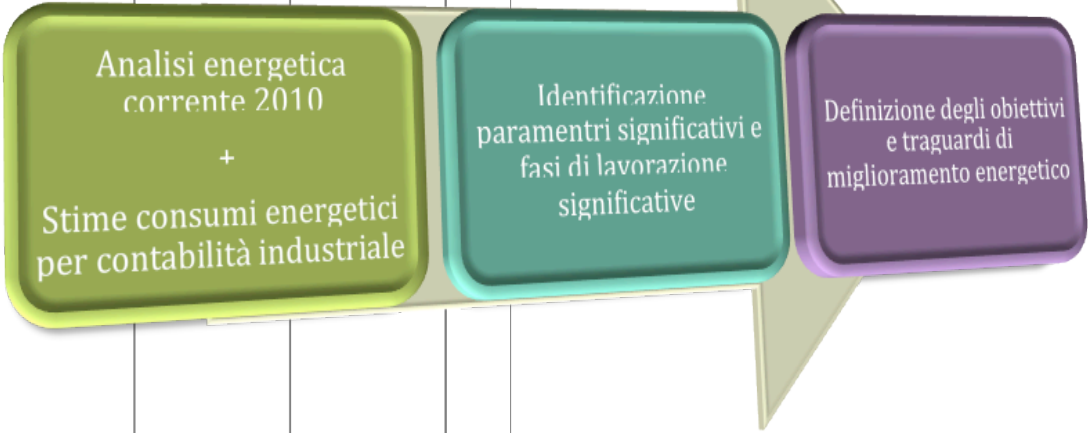 Analisi energetica
corrente 2010
+
Stime consumi energetici
per contabilità industriale
Identificazione
paramentri significativi e
fasi di lavorazione
significative
Definizione degli obiettivi
e traguardi di
miglioramento energetico